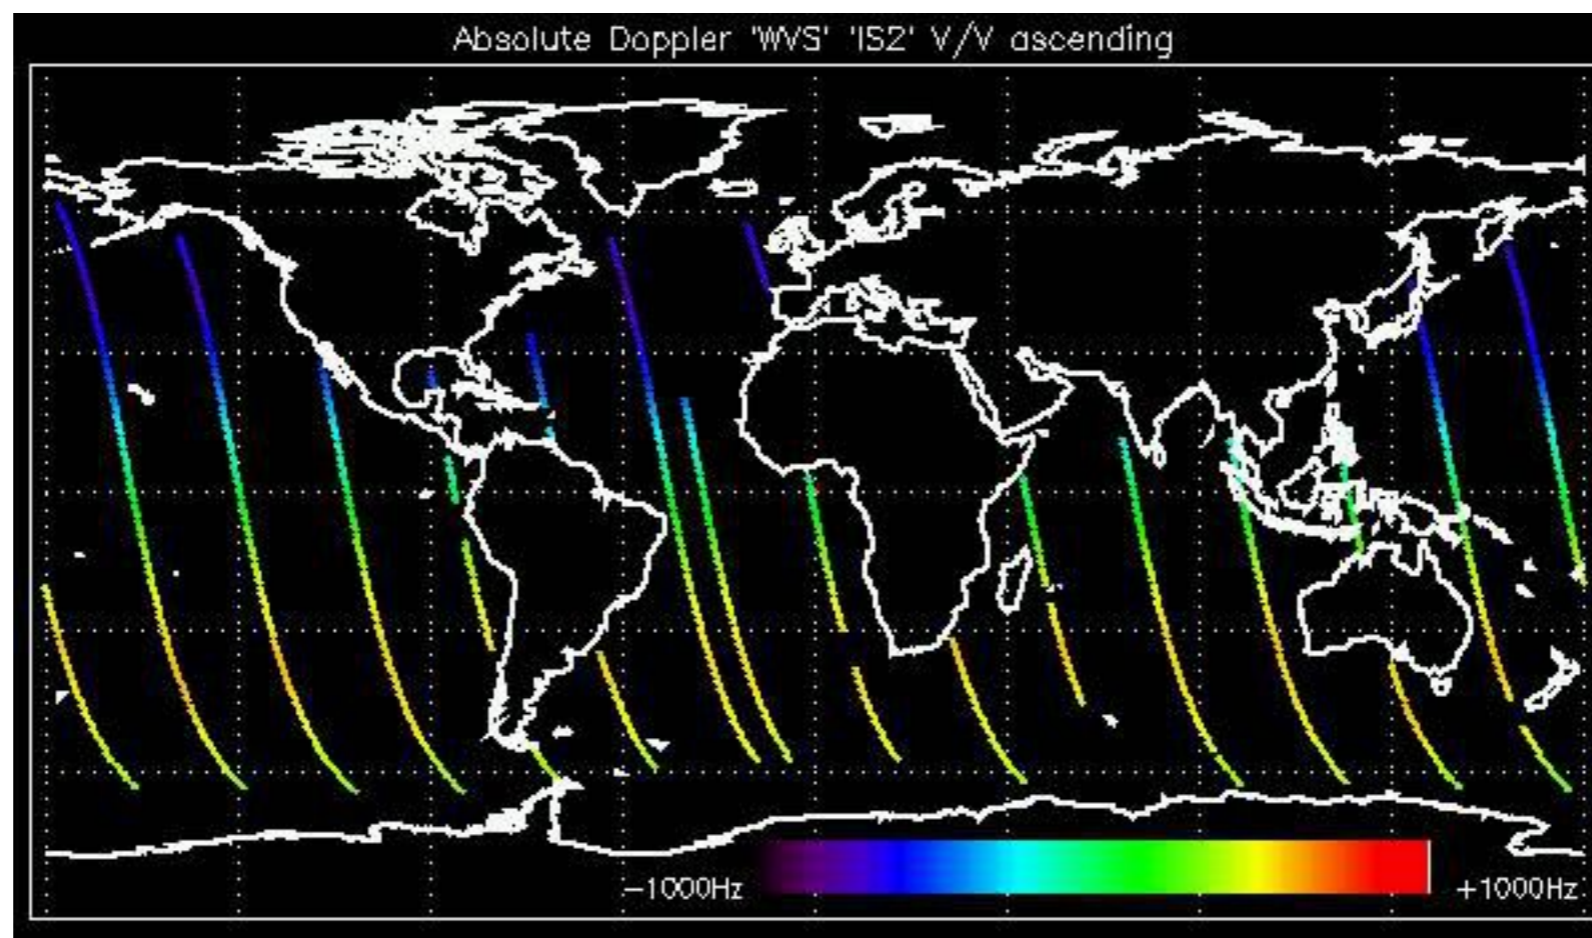 Absolute Doppler 'WVS' 'IS2' V/V ascending
−1000Hz
+1000Hz